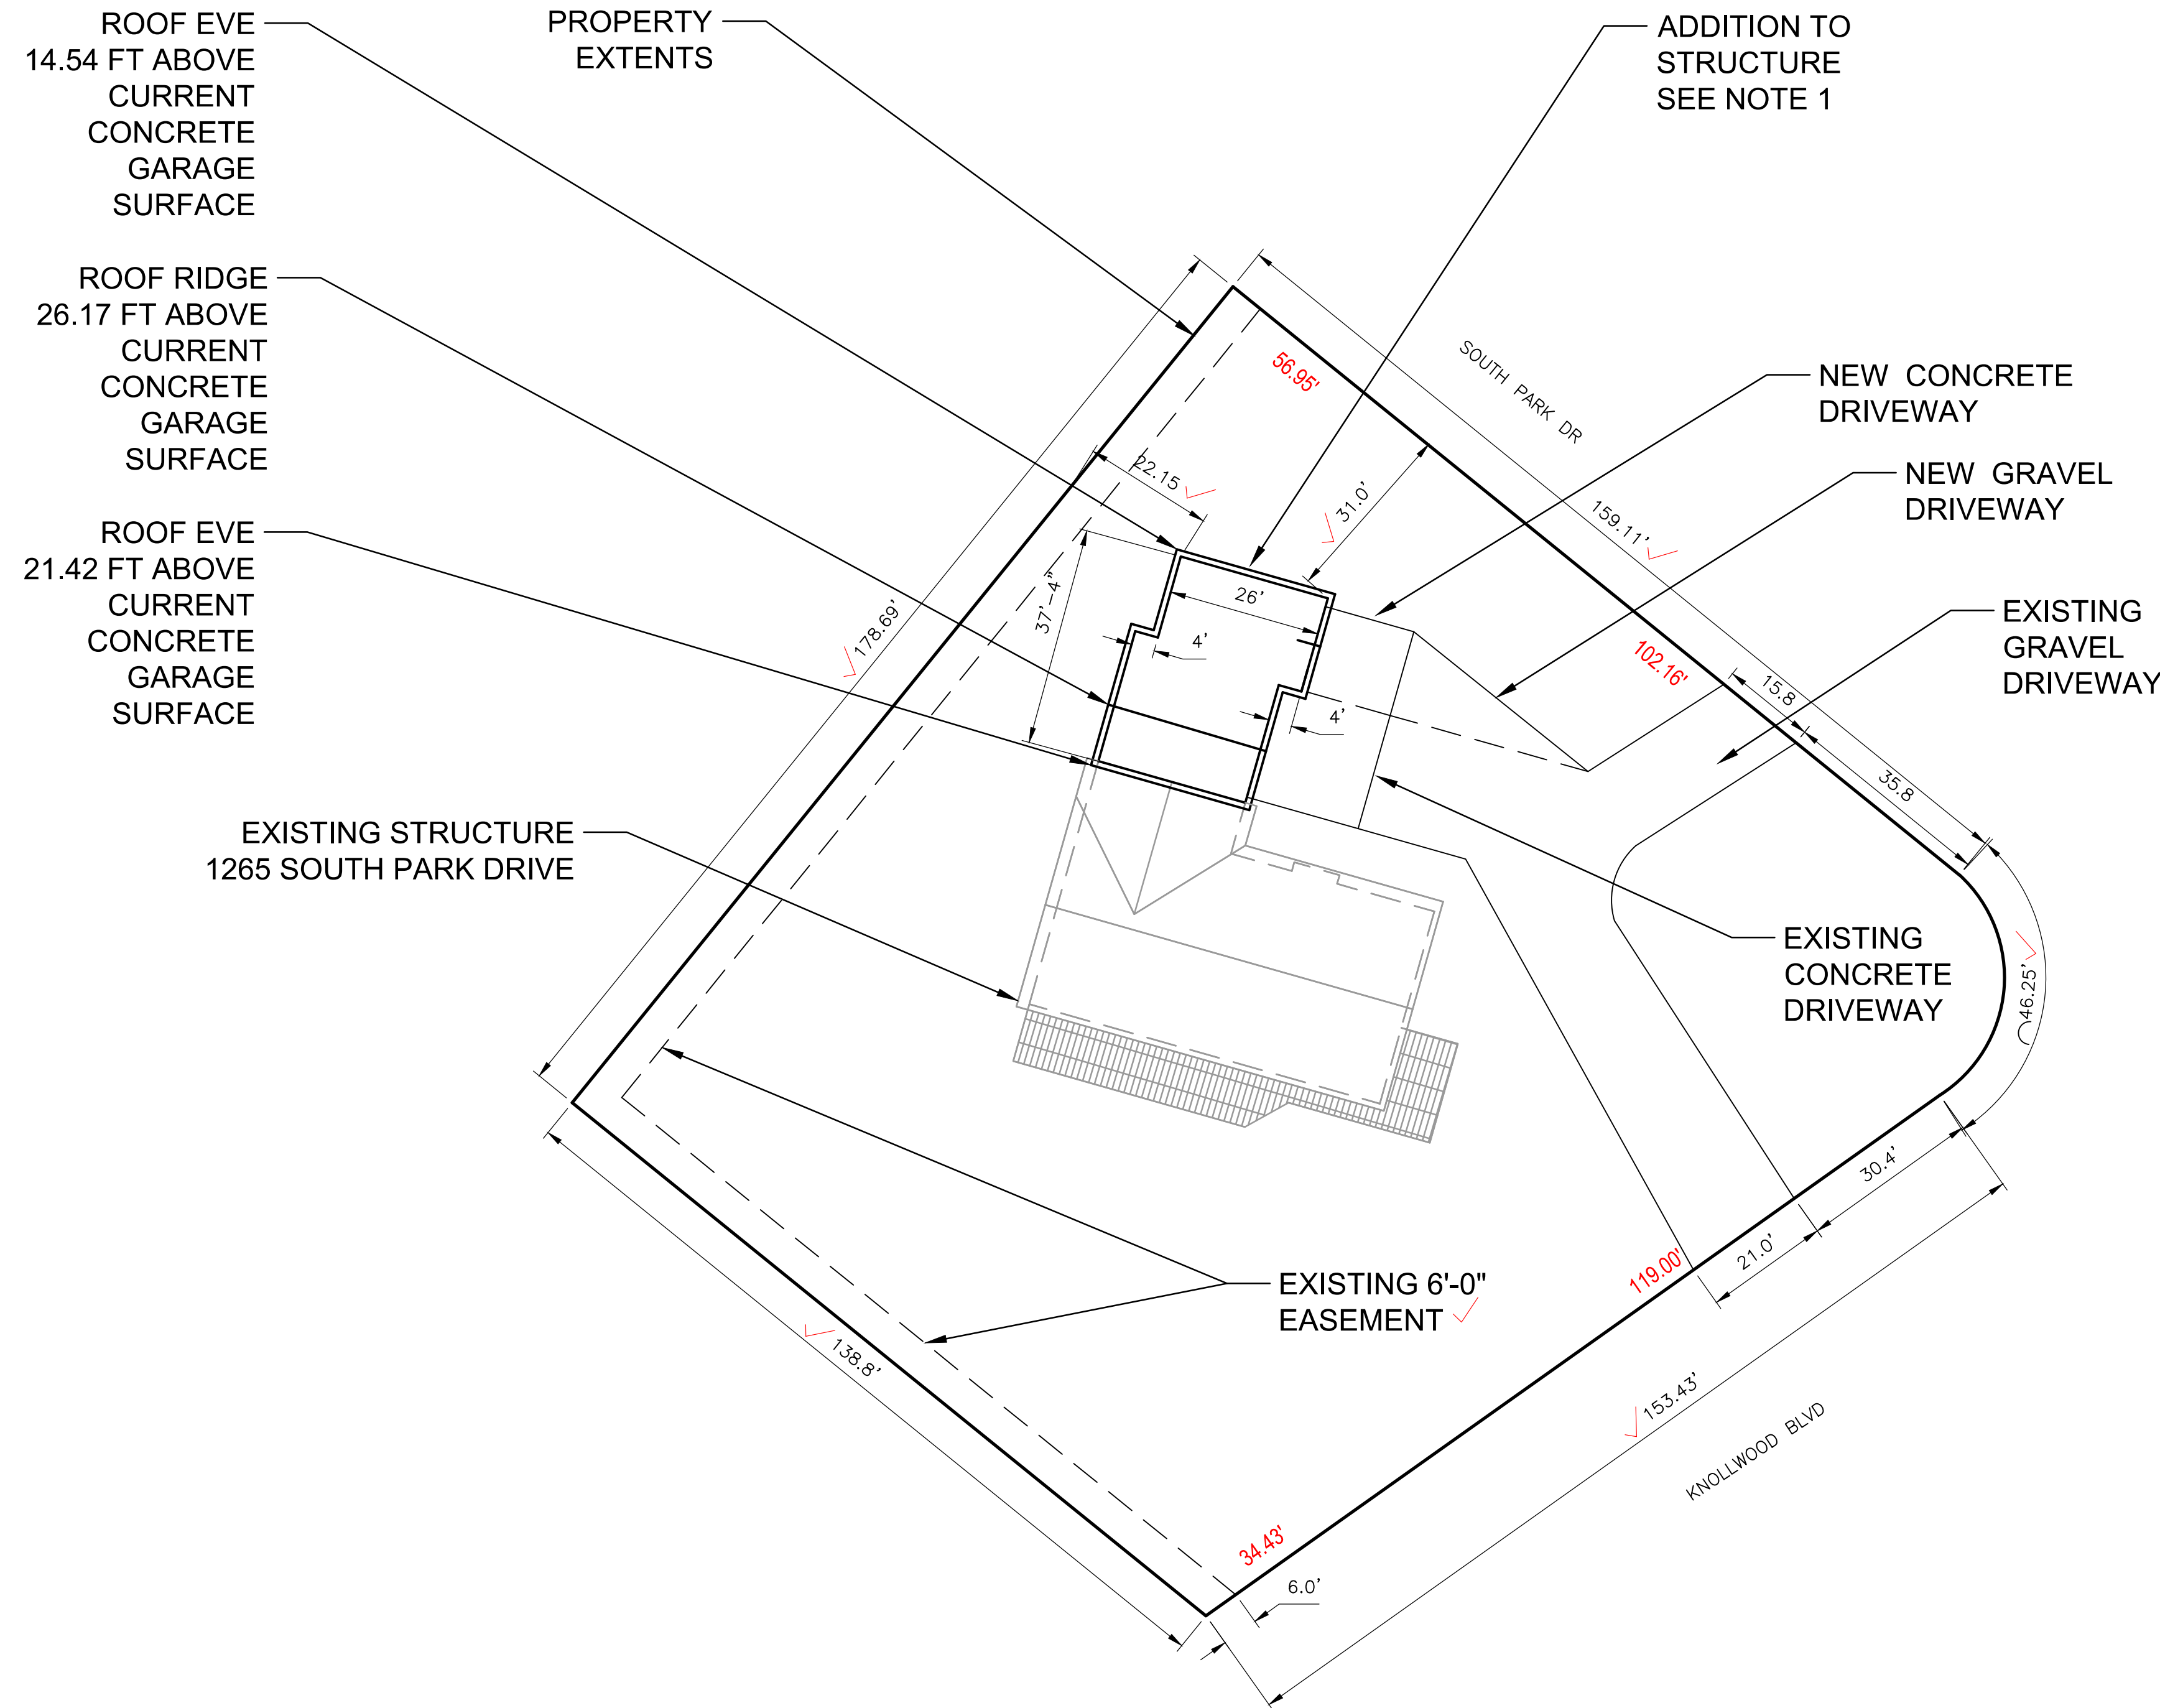 ROOF EVE
14.54 FT ABOVE
CURRENT
CONCRETE
GARAGE
SURFACE
PROPERTY
EXTENTS
ADDITION TO
STRUCTURE
SEE NOTE 1
ROOF RIDGE
26.17 FT ABOVE
CURRENT
CONCRETE
GARAGE
SURFACE
NEW CONCRETE
DRIVEWAY
NEW GRAVEL
DRIVEWAY
ROOF EVE
21.42 FT ABOVE
CURRENT
CONCRETE
GARAGE
SURFACE
EXISTING
GRAVEL
DRIVEWAY
EXISTING STRUCTURE
1265 SOUTH PARK DRIVE
EXISTING
CONCRETE
DRIVEWAY
EXISTING 6'-0"
EASEMENT
SOUTH PARK DR
56.95'
22.15
31.0'
159.11'
37'-4"
26'
4'
4'
178.69'
102.16'
15.8
35.8
46.25'
30.4'
21.0'
119.00'
153.43'
KNOLLWOOD BLVD
138.8'
34.43'
6.0'